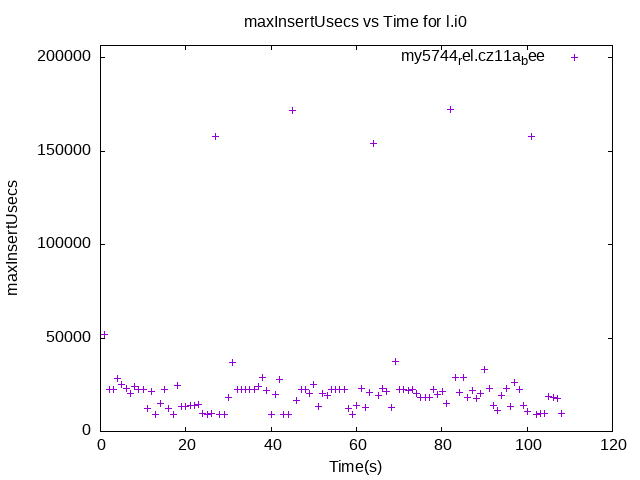 maxInsertUsecs vs Time for l.i0
my5744_rel.cz11a_bee
200000
150000
100000
50000
0
maxInsertUsecs
0 20 40 60 80 100 120
Time(s)